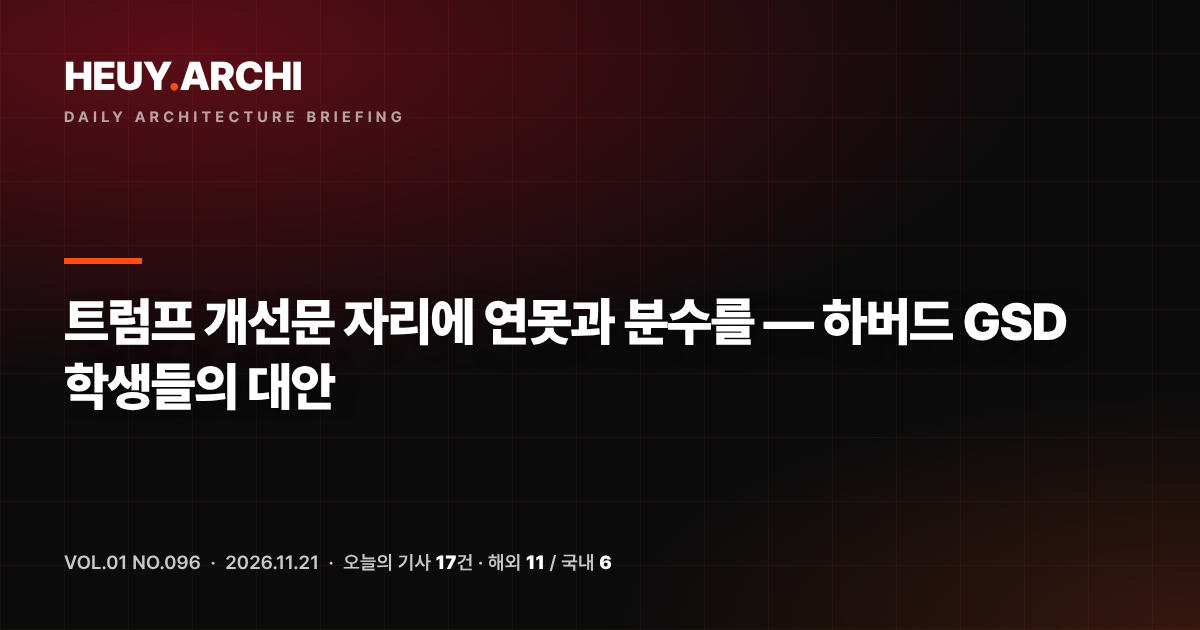 HEUY.ARCHI
DAILY ARCHITECTURE BRIEFING
트럼프 개선문 자리에 연못과 분수를 — 하버드 GSD
학생들의 대안
VOL.01 NO.096 · 2026.11.21 · 오늘의 기사 17건 · 해외 11 / 국내 6